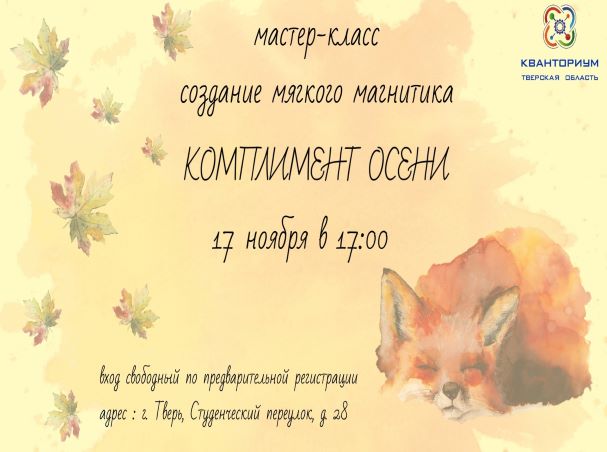 мастер-класс
КВАНТОРИУМ
ТВЕРСКАЯ ОБЛАСТЬ
создание мягкого магнитика
КОМПЛИМЕНТ ОСЕНИ
17 ноября в 17:00
вход свободный по предварительной регистрации
адрес : г. Тверь, Студенческий переулок, д 28